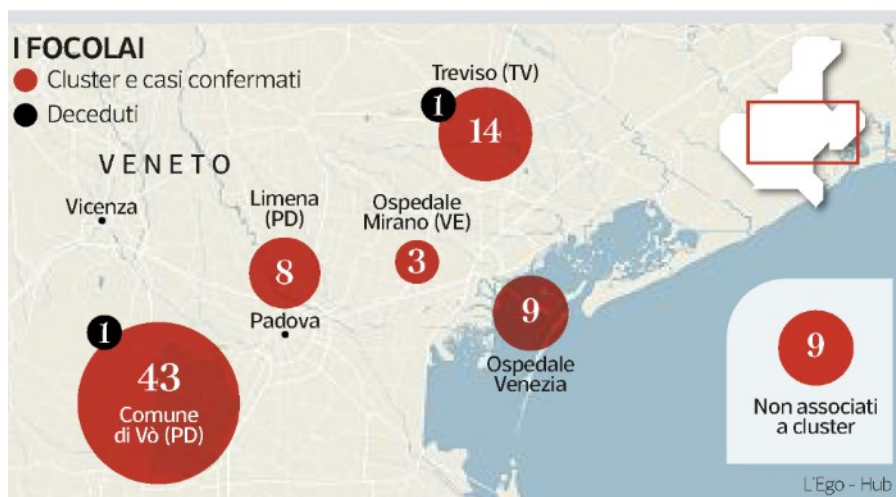 I FOCOLAI
Cluster e casi confermati
Deceduti
VENETO
Vicenza
Treviso (TV)
1
14
Limena
(PD)
8
Padova
Ospedale
Mirano (VE)
3
9
Ospedale
Venezia
1
43
Comune
di Vò (PD)
9
Non associati
a cluster
L'Ego - Hub